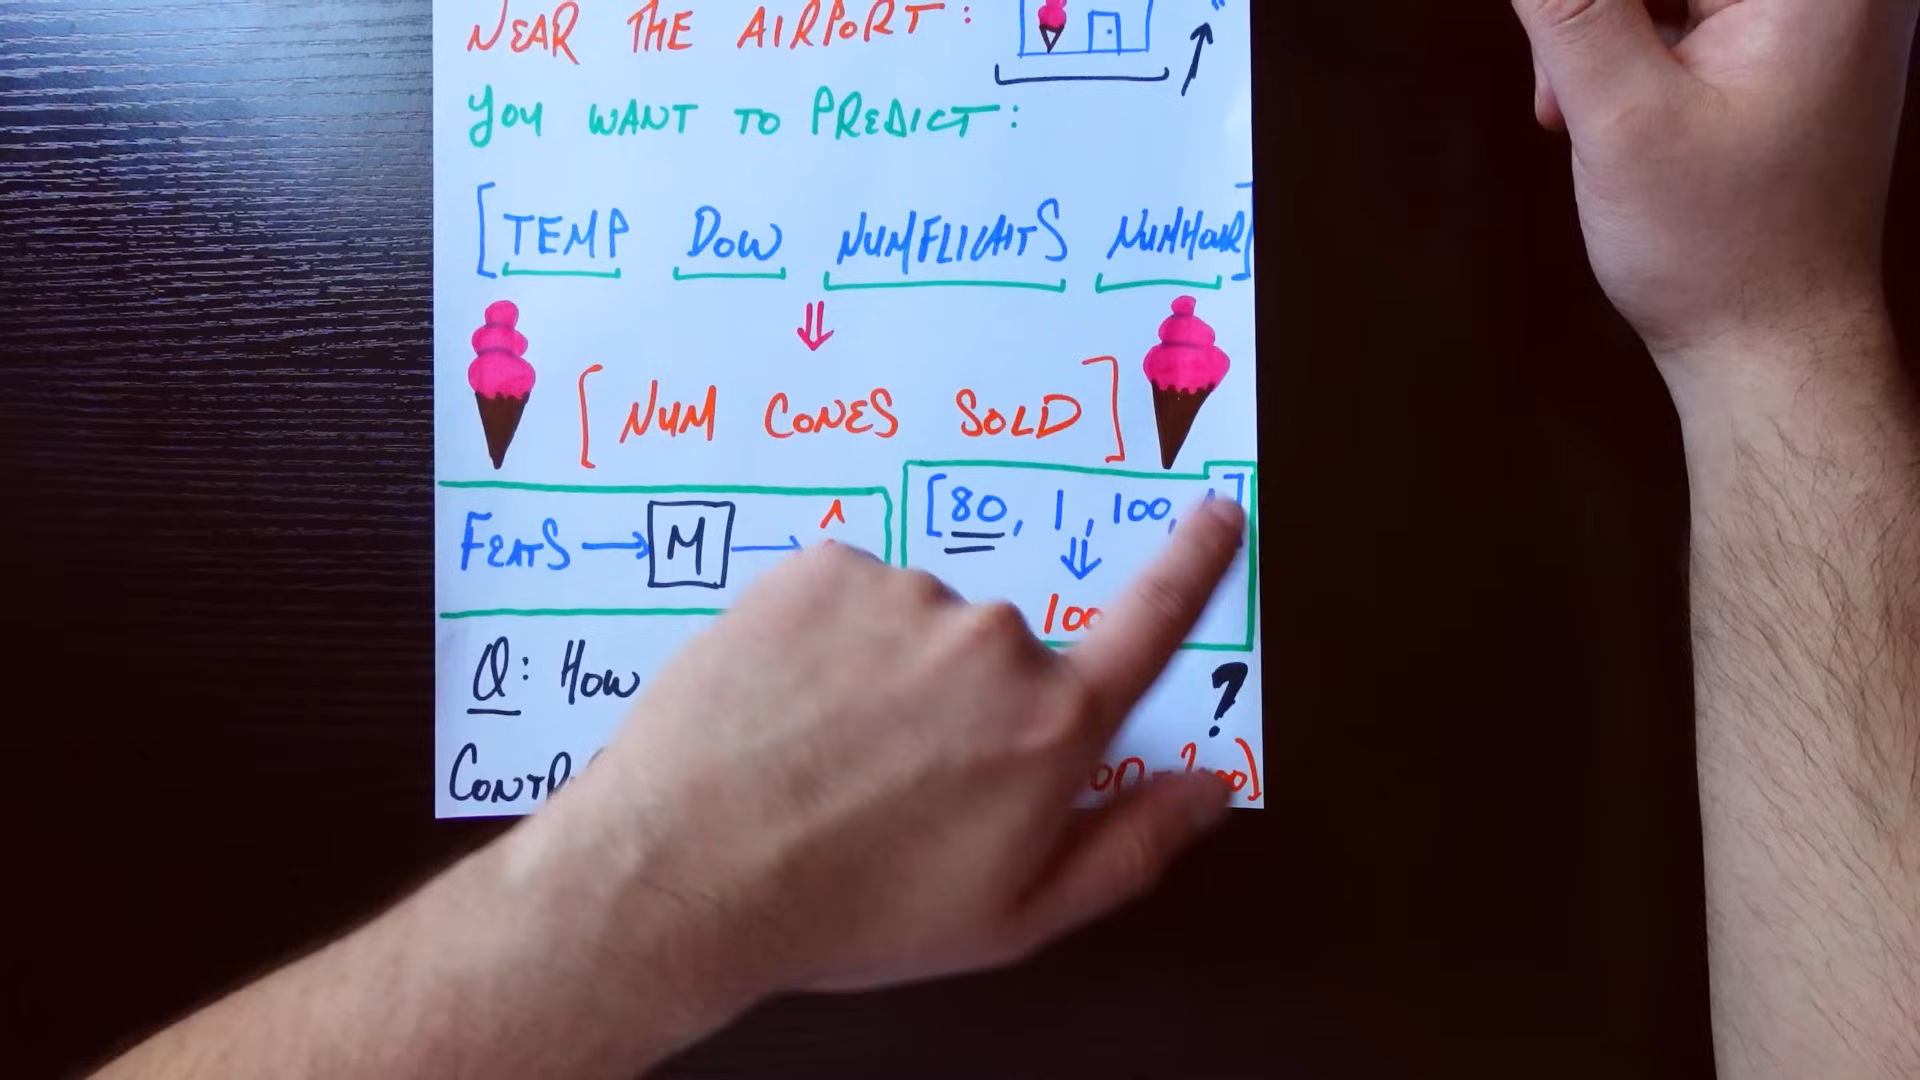 NEAR THE AIRPORT:
YOU WANT TO PREDICT:
[TEMP DOW NUMFLIGHTS NUMHOUR]
⇓
[NUM CONES SOLD]
FEATS → M → ^
[80, 1, 100,
⇓
100
Q: HOW ?